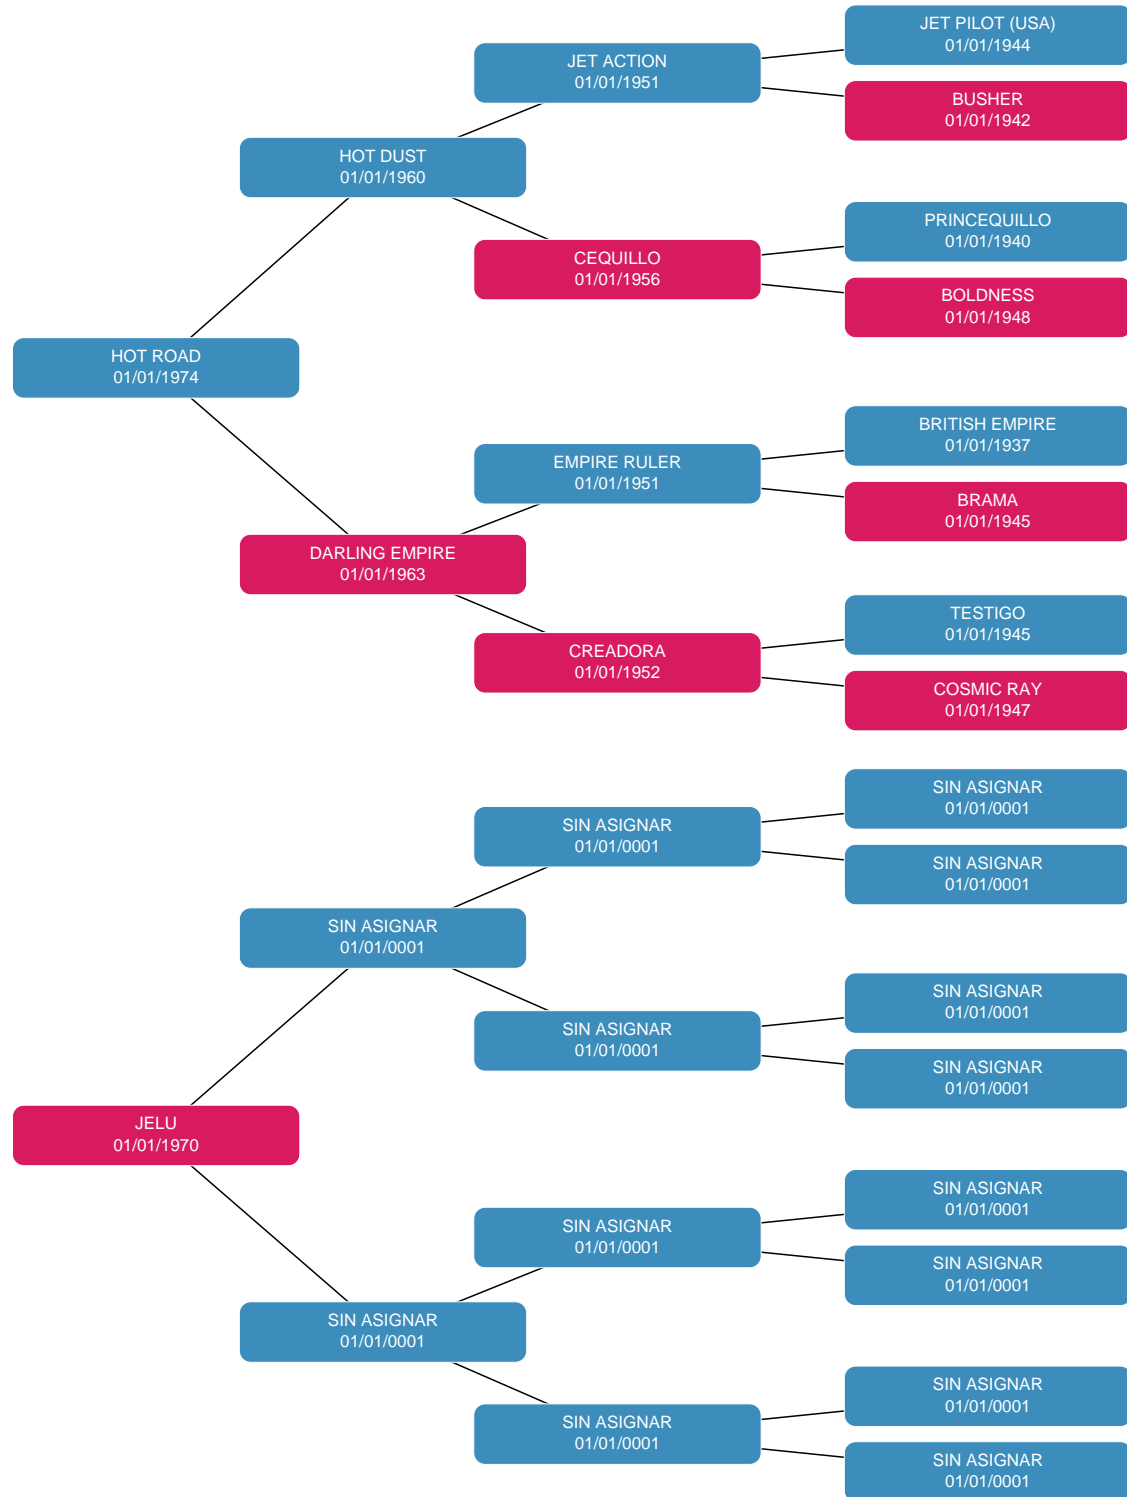 JET PILOT (USA)
01/01/1944
JET ACTION
01/01/1951
BUSHER
01/01/1942
HOT DUST
01/01/1960
PRINCEQUILLO
01/01/1940
CEQUILLO
01/01/1956
BOLDNESS
01/01/1948
HOT ROAD
01/01/1974
BRITISH EMPIRE
01/01/1937
EMPIRE RULER
01/01/1951
BRAMA
01/01/1945
DARLING EMPIRE
01/01/1963
TESTIGO
01/01/1945
CREADORA
01/01/1952
COSMIC RAY
01/01/1947
SIN ASIGNAR
01/01/0001
SIN ASIGNAR
01/01/0001
SIN ASIGNAR
01/01/0001
SIN ASIGNAR
01/01/0001
SIN ASIGNAR
01/01/0001
SIN ASIGNAR
01/01/0001
SIN ASIGNAR
01/01/0001
JELU
01/01/1970
SIN ASIGNAR
01/01/0001
SIN ASIGNAR
01/01/0001
SIN ASIGNAR
01/01/0001
SIN ASIGNAR
01/01/0001
SIN ASIGNAR
01/01/0001
SIN ASIGNAR
01/01/0001
SIN ASIGNAR
01/01/0001